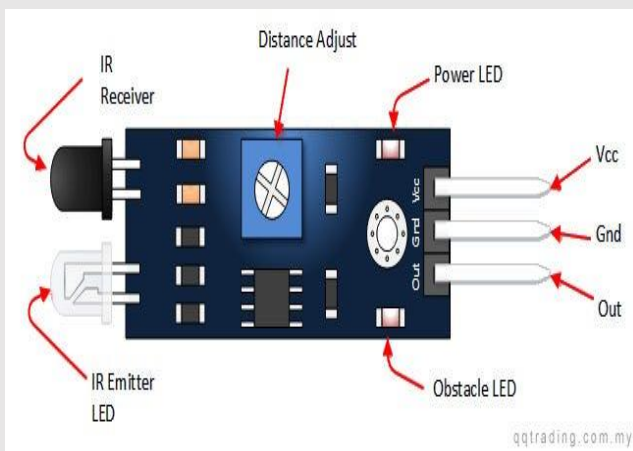 Distance Adjust
IR
Receiver
Power LED
Vcc
Vcc
Gnd
Grd
Out
Out
IR Emitter
LED
Obstacle LED
qqtrading.com.my